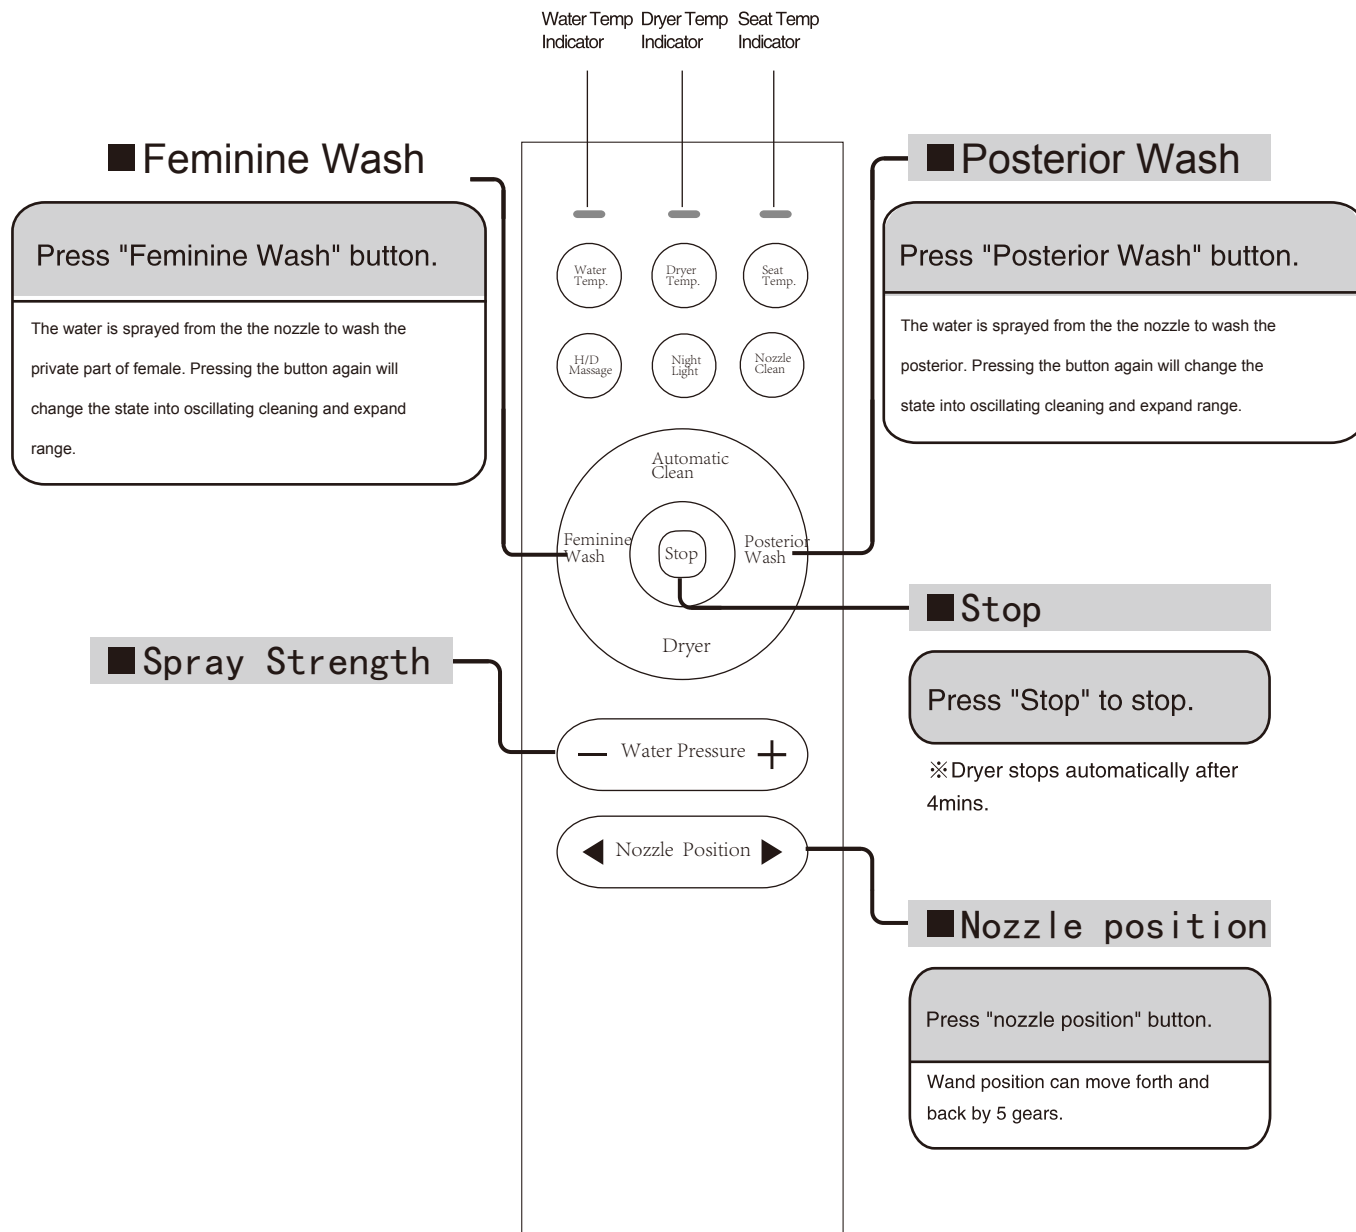 Water Temp Dryer Temp Seat Temp
Indicator Indicator Indicator
■Feminine Wash
Press "Feminine Wash" button.
The water is sprayed from the the nozzle to wash the
private part of female. Pressing the button again will
change the state into oscillating cleaning and expand
range.
■Posterior Wash
Press "Posterior Wash" button.
The water is sprayed from the the nozzle to wash the
posterior. Pressing the button again will change the
state into oscillating cleaning and expand range.
Water
Temp.
Dryer
Temp.
Seat
Temp.
H/D
Massage
Night
Light
Nozzle
Clean
Automatic
Clean
Feminine
Wash
Stop
Posterior
Wash
Dryer
■Stop
Press "Stop" to stop.
※Dryer stops automatically after
4mins.
■Spray Strength
— Water Pressure +
◀ Nozzle Position ▶
■Nozzle position
Press "nozzle position" button.
Wand position can move forth and
back by 5 gears.